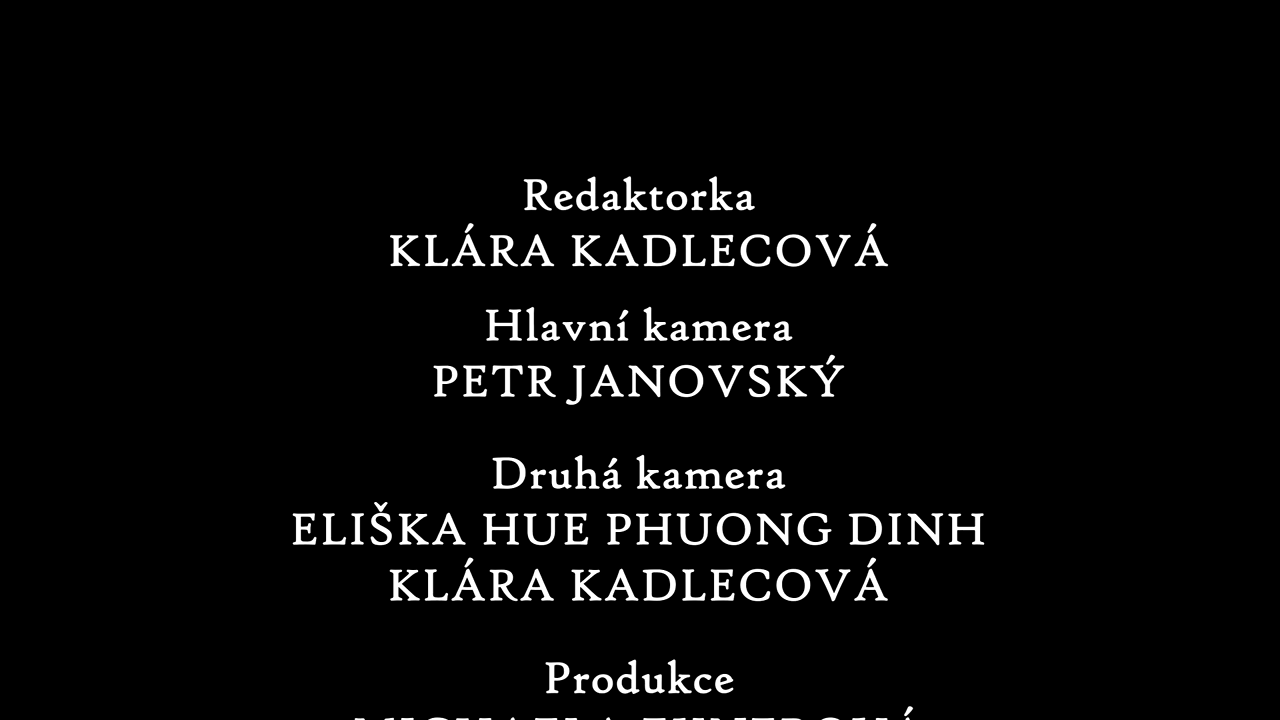 Redaktorka
KLÁRA KADLECOVÁ
Hlavní kamera
PETR JANOVSKÝ
Druhá kamera
ELIŠKA HUE PHUONG DINH
KLÁRA KADLECOVÁ
Produkce